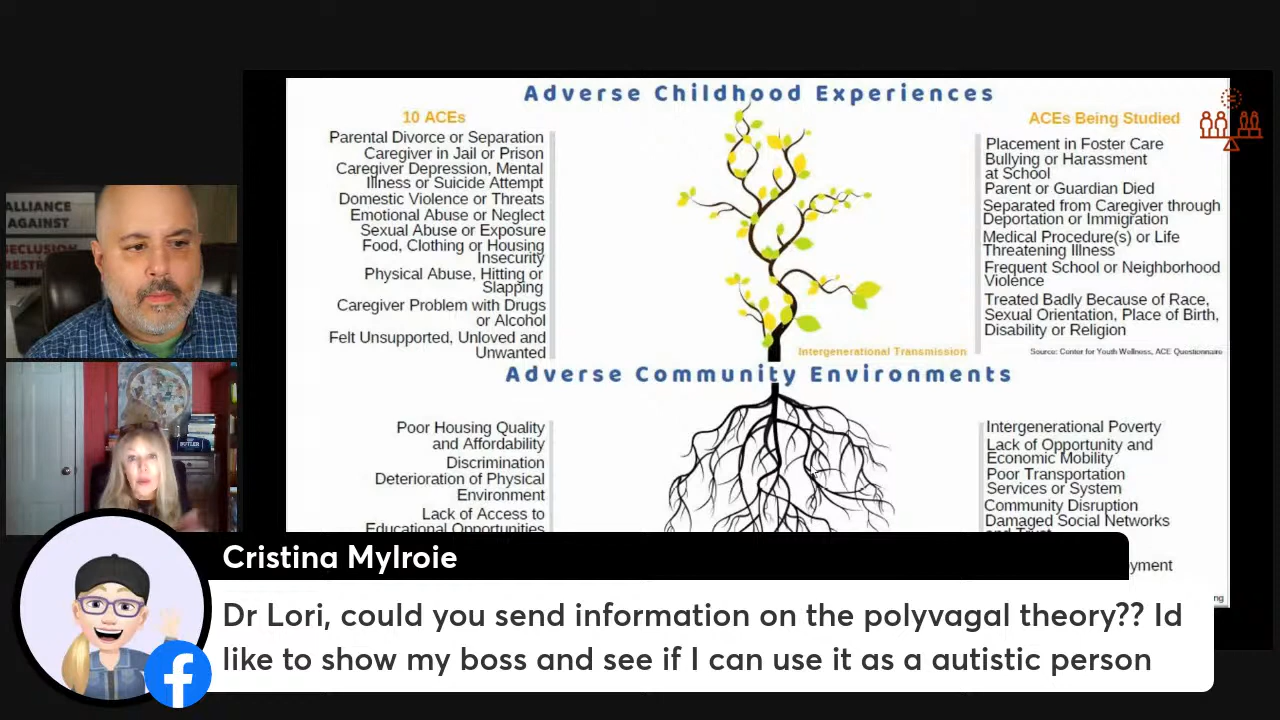 Adverse Childhood Experiences
10 ACEs
Parental Divorce or Separation
Caregiver in Jail or Prison
Caregiver Depression, Mental
Illness or Suicide Attempt
Domestic Violence or Threats
Emotional Abuse or Neglect
Sexual Abuse or Exposure
Food, Clothing or Housing
Insecurity
Physical Abuse, Hitting or
Slapping
Caregiver Problem with Drugs
or Alcohol
Felt Unsupported, Unloved and
Unwanted
ACEs Being Studied
Placement in Foster Care
Bullying or Harassment
at School
Parent or Guardian Died
Separated from Caregiver through
Deportation or Immigration
Medical Procedure(s) or Life
Threatening Illness
Frequent School or Neighborhood
Violence
Treated Badly Because of Race,
Sexual Orientation, Place of Birth,
Disability or Religion
Source: Center for Youth Wellness, ACE Questionnaire
Intergenerational Transmission
Adverse Community Environments
Poor Housing Quality
and Affordability
Discrimination
Deterioration of Physical
Environment
Lack of Access to
Educational Opportunities
Intergenerational Poverty
Lack of Opportunity and
Economic Mobility
Poor Transportation
Services or System
Community Disruption
Damaged Social Networks
and Trust
ALLIANCE
AGAINST
SECLUSION
BUTLER
Cristina Mylroie
Dr Lori, could you send information on the polyvagal theory?? Id
like to show my boss and see if I can use it as a autistic person